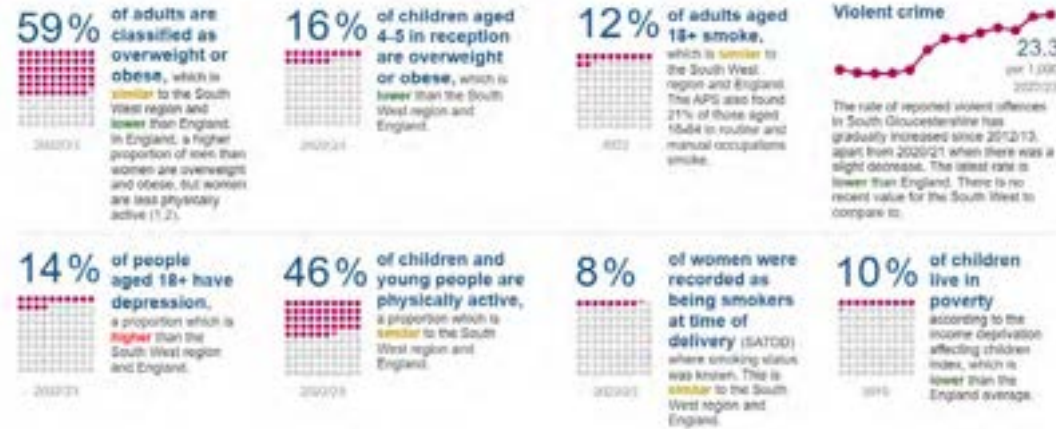 59%
of adults are
classified as
overweight or
obese, which is
similar to the South
West region and
lower than England.
In England, a higher
proportion of men than
women are overweight
and obese, but women
are less physically
active (1,2).
16%
of children aged
4-5 in reception
are overweight
or obese, which is
lower than the South
West region and
England.
12%
of adults aged
18+ smoke,
which is similar to
the South West
region and England.
The APS also found
21% of those aged
18-64 in routine and
manual occupations
smoke.
Violent crime
23.3
per 1,000
The rate of reported violent offences
in South Gloucestershire has
gradually increased since 2012/13,
apart from 2020/21 when there was a
slight decrease. The latest rate is
lower than England. There is no
recent value for the South West to
compare to.
14%
of people
aged 18+ have
depression,
a proportion which is
higher than the
South West region
and England.
46%
of children and
young people are
physically active,
a proportion which is
similar to the South
West region and
England.
8%
of women were
recorded as
being smokers
at time of
delivery (SATOD)
where smoking status
was known. This is
similar to the South
West region and
England.
10%
of children
live in
poverty
according to the
income deprivation
affecting children
index, which is
lower than the
England average.